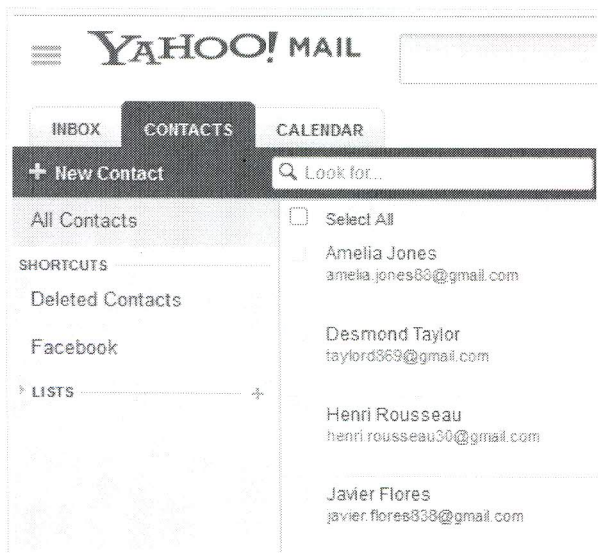 YAHOO! MAIL
INBOX CONTACTS CALENDAR
+ New Contact
Look for...
All Contacts
Select All
SHORTCUTS
Deleted Contacts
Facebook
LISTS +
Amelia Jones
amelia.jones88@gmail.com
Desmond Taylor
taylord869@gmail.com
Henri Rousseau
henri.rousseau30@gmail.com
Javier Flores
javier.flores838@gmail.com